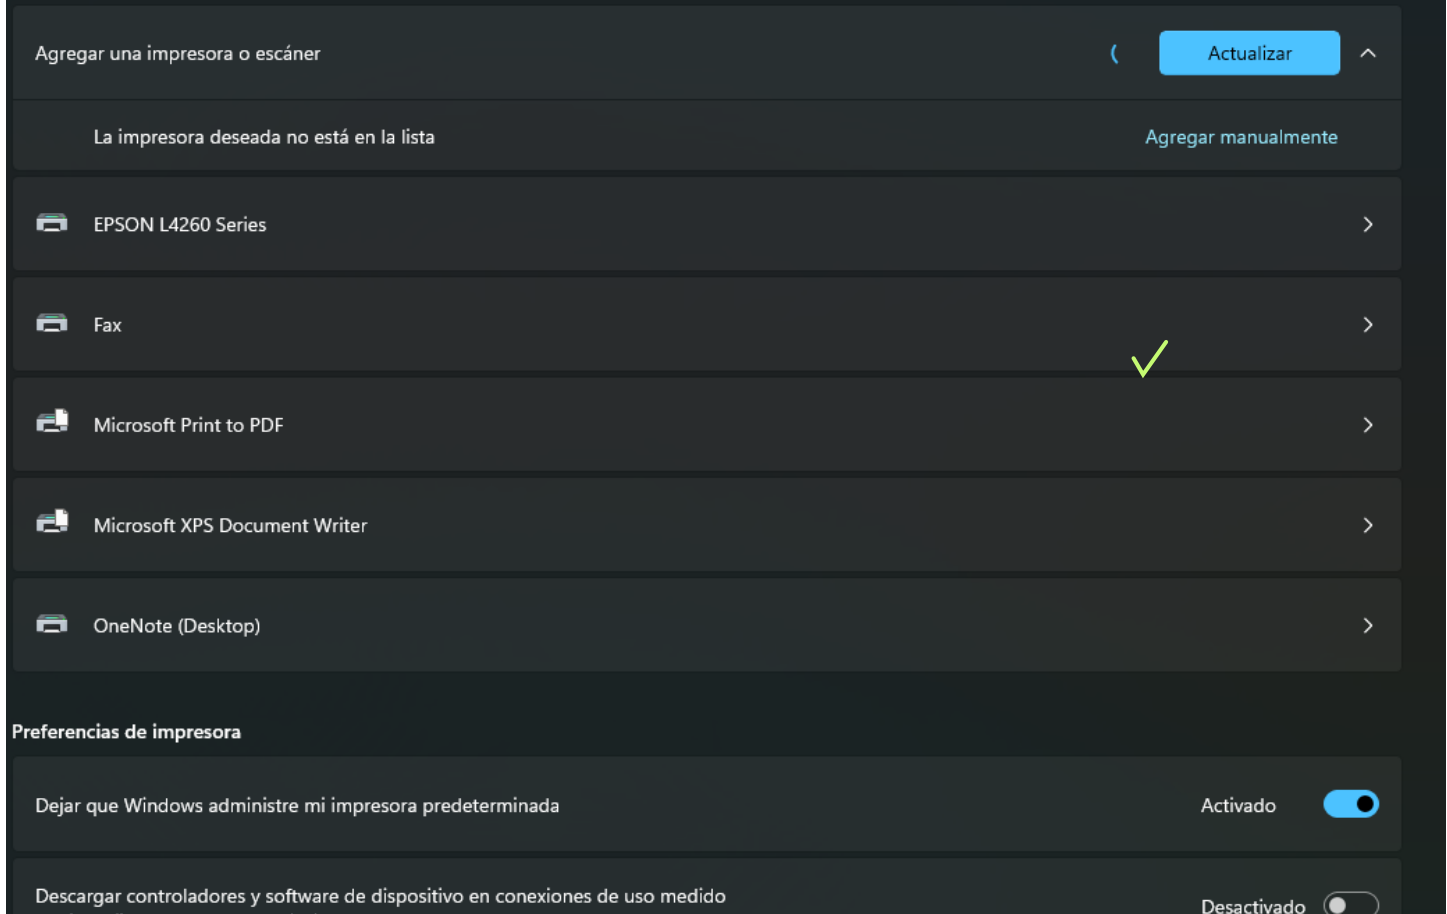 Agregar una impresora o escáner
Actualizar
La impresora deseada no está en la lista
Agregar manualmente
EPSON L4260 Series
Fax
Microsoft Print to PDF
Microsoft XPS Document Writer
OneNote (Desktop)
Preferencias de impresora
Dejar que Windows administre mi impresora predeterminada
Activado
Descargar controladores y software de dispositivo en conexiones de uso medido
Desactivado